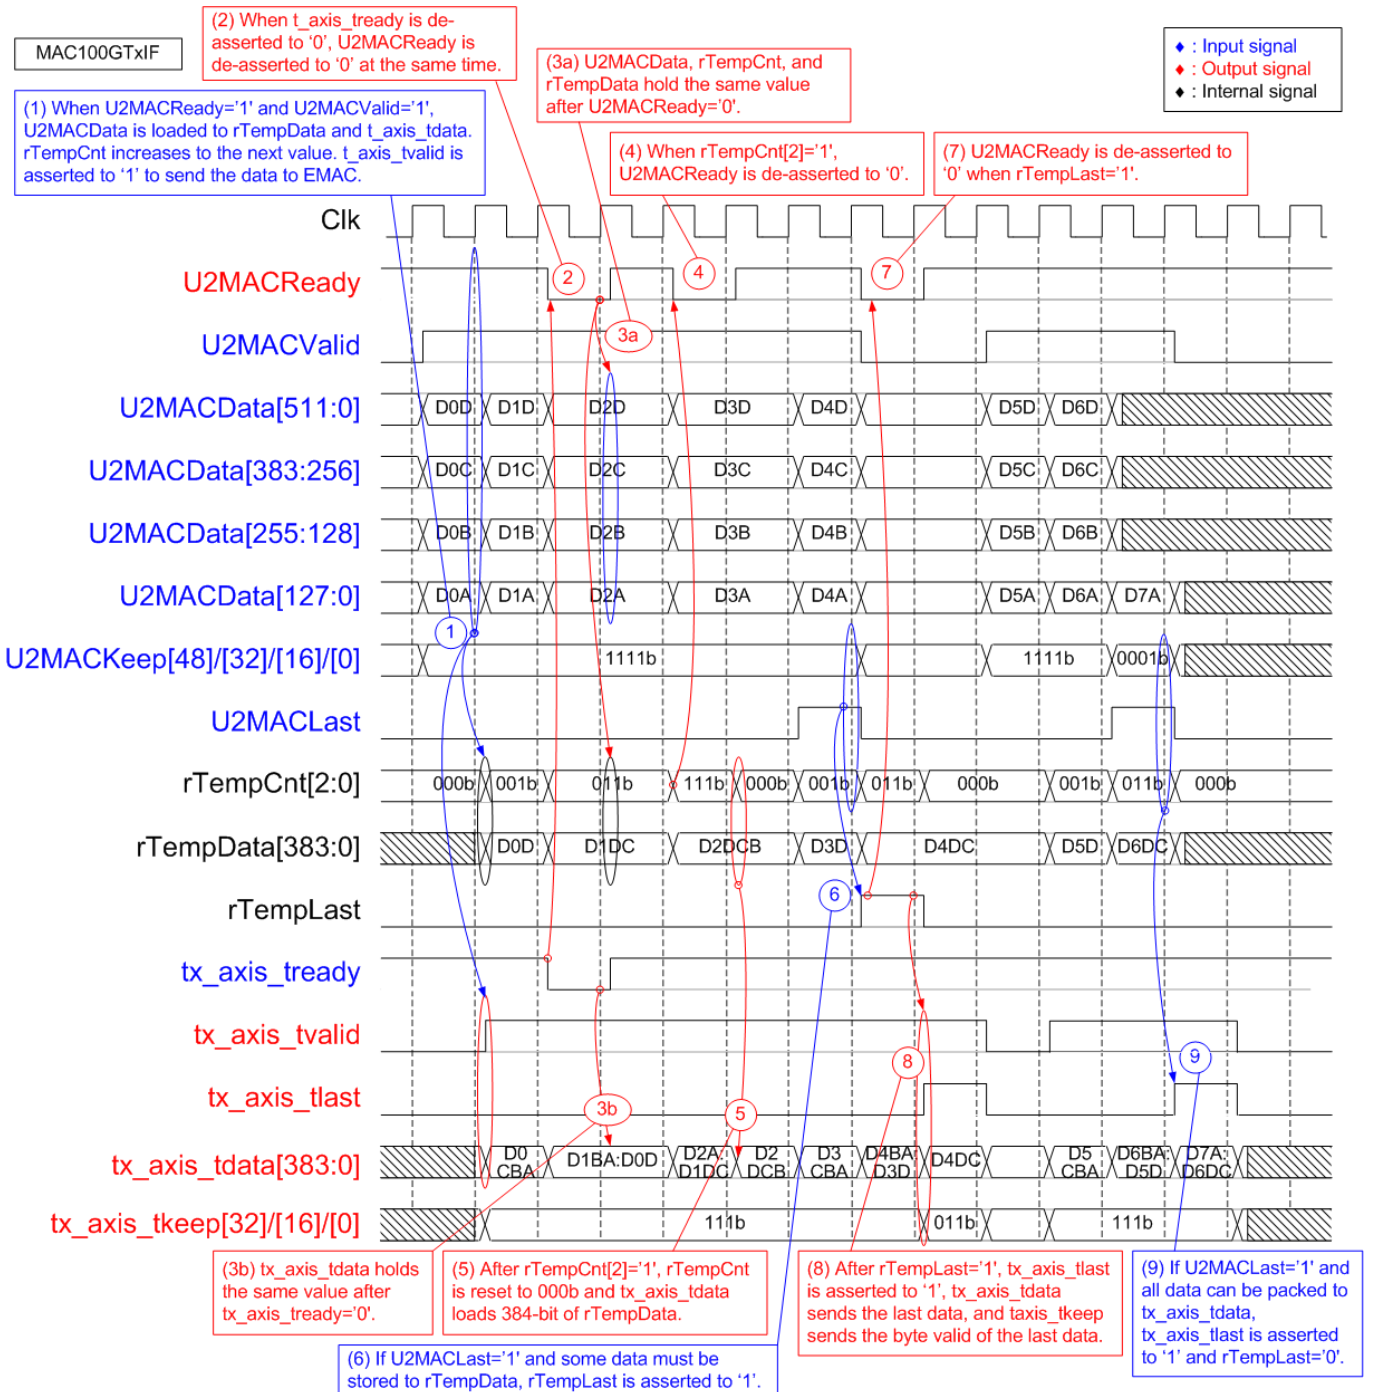 MAC100GTxIF
(2) When t_axis_tready is de-
asserted to ‘0’, U2MACReady is
de-asserted to ‘0’ at the same time.
(3a) U2MACData, rTempCnt, and
rTempData hold the same value
after U2MACReady='0'.
♦ : Input signal
♦ : Output signal
♦ : Internal signal
(1) When U2MACReady='1' and U2MACValid='1',
U2MACData is loaded to rTempData and t_axis_tdata.
rTempCnt increases to the next value. t_axis_tvalid is
asserted to ‘1’ to send the data to EMAC.
(4) When rTempCnt[2]='1',
U2MACReady is de-asserted to ‘0’.
(7) U2MACReady is de-asserted to
‘0’ when rTempLast='1'.
Clk
U2MACReady 2 4 7
U2MACValid 3a
U2MACData[511:0] D0D D1D D2D D3D D4D D5D D6D
U2MACData[383:256] D0C D1C D2C D3C D4C D5C D6C
U2MACData[255:128] D0B D1B D2B D3B D4B D5B D6B
U2MACData[127:0] D0A D1A D2A D3A D4A D5A D6A D7A
1
U2MACKeep[48]/[32]/[16]/[0] 1111b 1111b 0001b
U2MACLast
rTempCnt[2:0] 000b 001b 011b 111b 000b 001b 011b 000b 001b 011b 000b
rTempData[383:0] D0D D1DC D2DCB D3D D4DC D5D D6DC
6
rTempLast
tx_axis_tready
tx_axis_tvalid
8 9
tx_axis_tlast
3b 5
tx_axis_tdata[383:0] D0 CBA D1BA:D0D D2A: D1DC D2 DCB D3 CBA D4BA: D3D D4DC D5 CBA D6BA: D5D D7A: D6DC
tx_axis_tkeep[32]/[16]/[0] 111b 011b 111b
(3b) tx_axis_tdata holds
the same value after
tx_axis_tready='0'.
(5) After rTempCnt[2]='1', rTempCnt
is reset to 000b and tx_axis_tdata
loads 384-bit of rTempData.
(8) After rTempLast='1', tx_axis_tlast
is asserted to ‘1’, tx_axis_tdata
sends the last data, and taxis_tkeep
sends the byte valid of the last data.
(9) If U2MACLast='1' and
all data can be packed to
tx_axis_tdata,
tx_axis_tlast is asserted
to ‘1’ and rTempLast='0'.
(6) If U2MACLast='1' and some data must be
stored to rTempData, rTempLast is asserted to ‘1’.